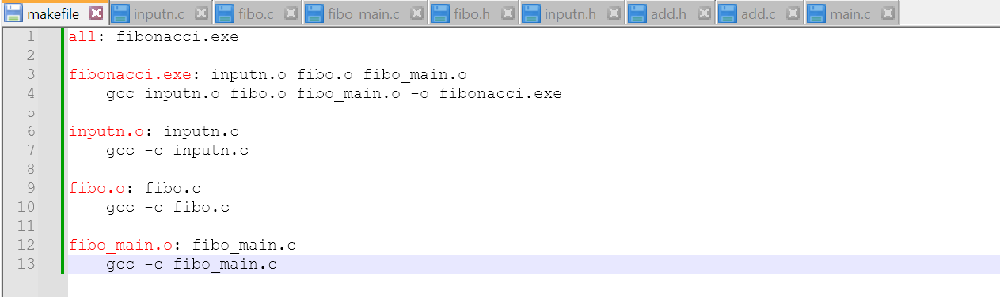 makefile inputn.c fibo.c fibo_main.c fibo.h inputn.h add.h add.c main.c
1 all: fibonacci.exe
2
3 fibonacci.exe: inputn.o fibo.o fibo_main.o
4 gcc inputn.o fibo.o fibo_main.o -o fibonacci.exe
5
6 inputn.o: inputn.c
7 gcc -c inputn.c
8
9 fibo.o: fibo.c
10 gcc -c fibo.c
11
12 fibo_main.o: fibo_main.c
13 gcc -c fibo_main.c